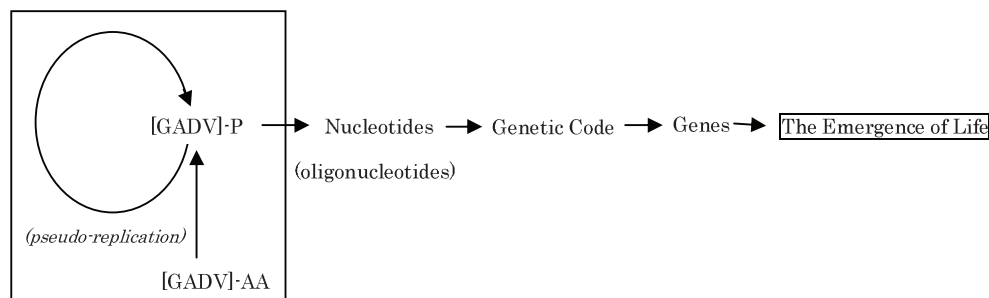 [GADV]-P
Nucleotides
Genetic Code
Genes
The Emergence of Life
(oligonucleotides)
(pseudo-replication)
[GADV]-AA